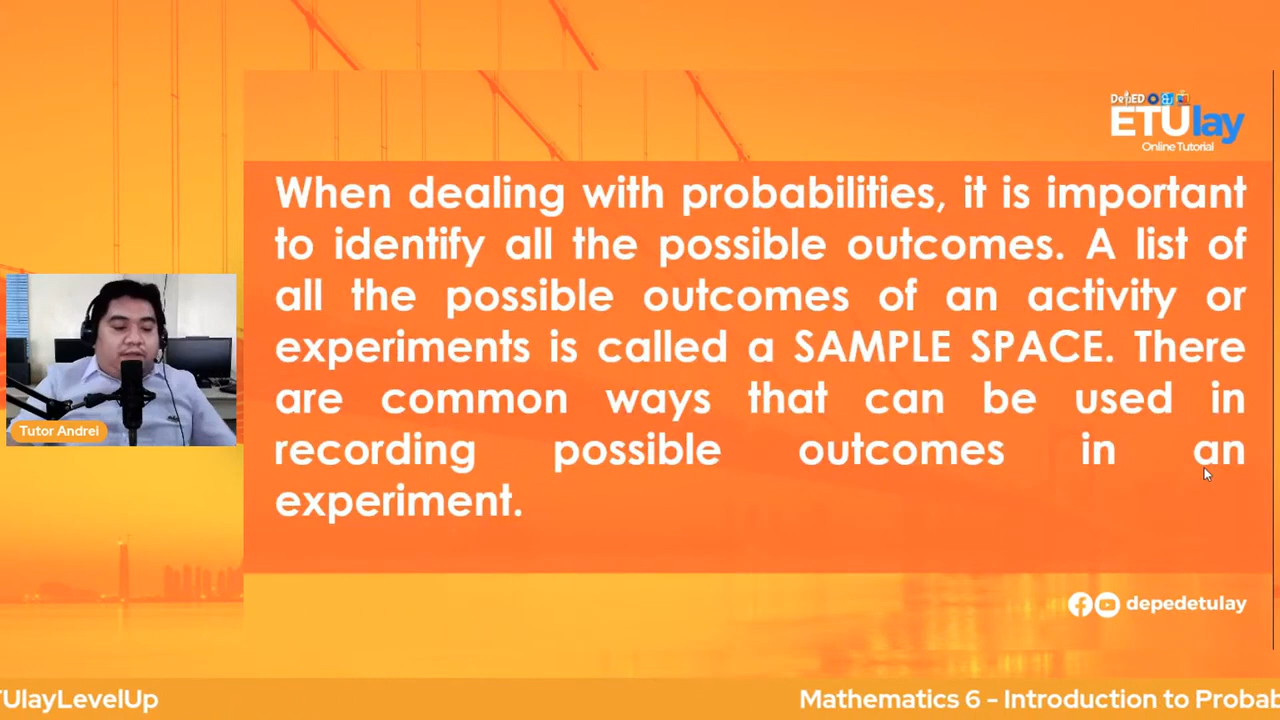 DepED
ETUlay
Online Tutorial
When dealing with probabilities, it is important
to identify all the possible outcomes. A list of
all the possible outcomes of an activity or
experiments is called a SAMPLE SPACE. There
are common ways that can be used in
recording possible outcomes in an
experiment.
Tutor Andrei
depedetulay
TUlayLevelUp
Mathematics 6 - Introduction to Probab